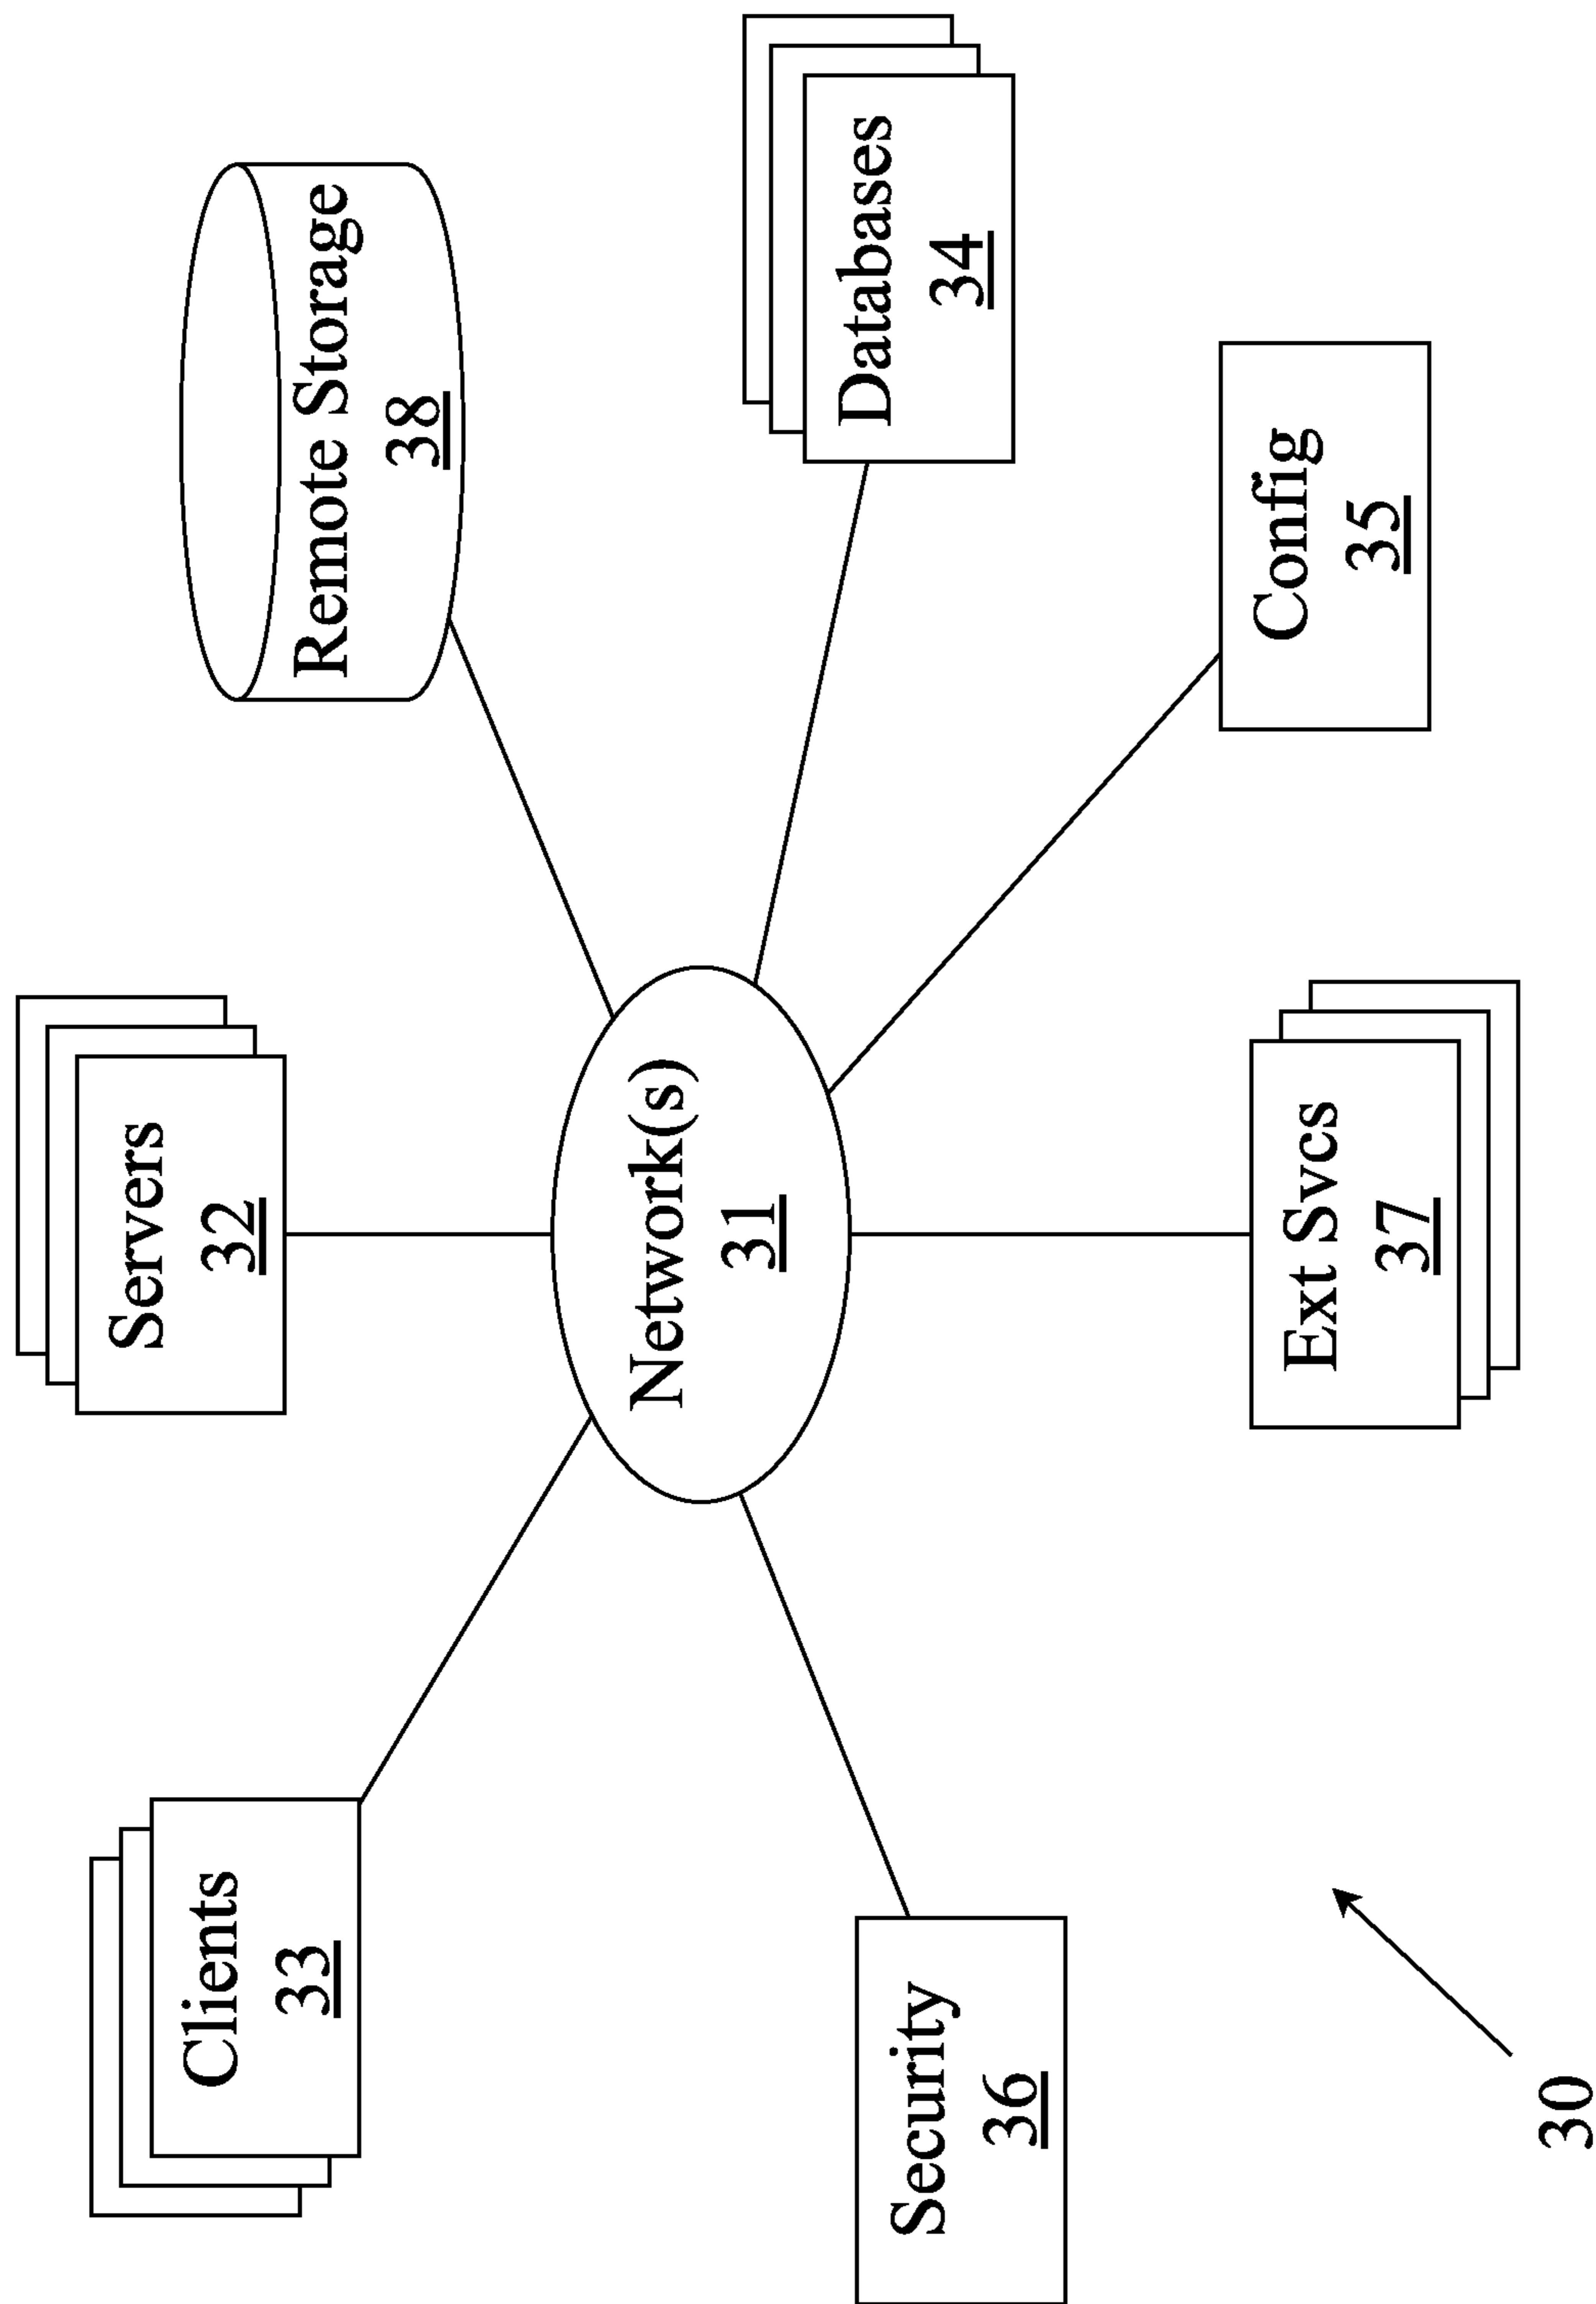 Clients
33
Servers
32
Remote Storage
38
Network(s)
31
Databases
34
Security
36
Ext Svcs
37
Config
35
30